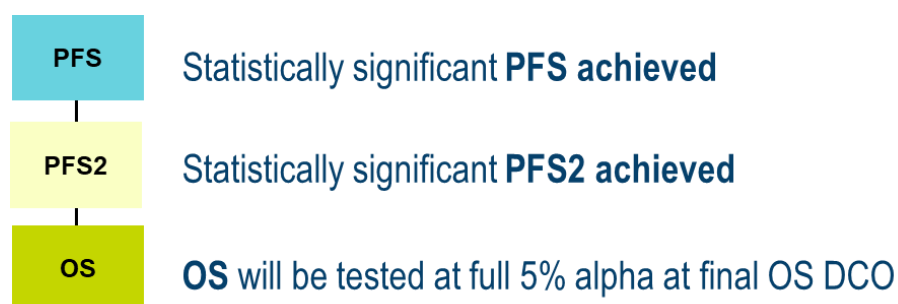 PFS
Statistically significant PFS achieved
PFS2
Statistically significant PFS2 achieved
OS
OS will be tested at full 5% alpha at final OS DCO